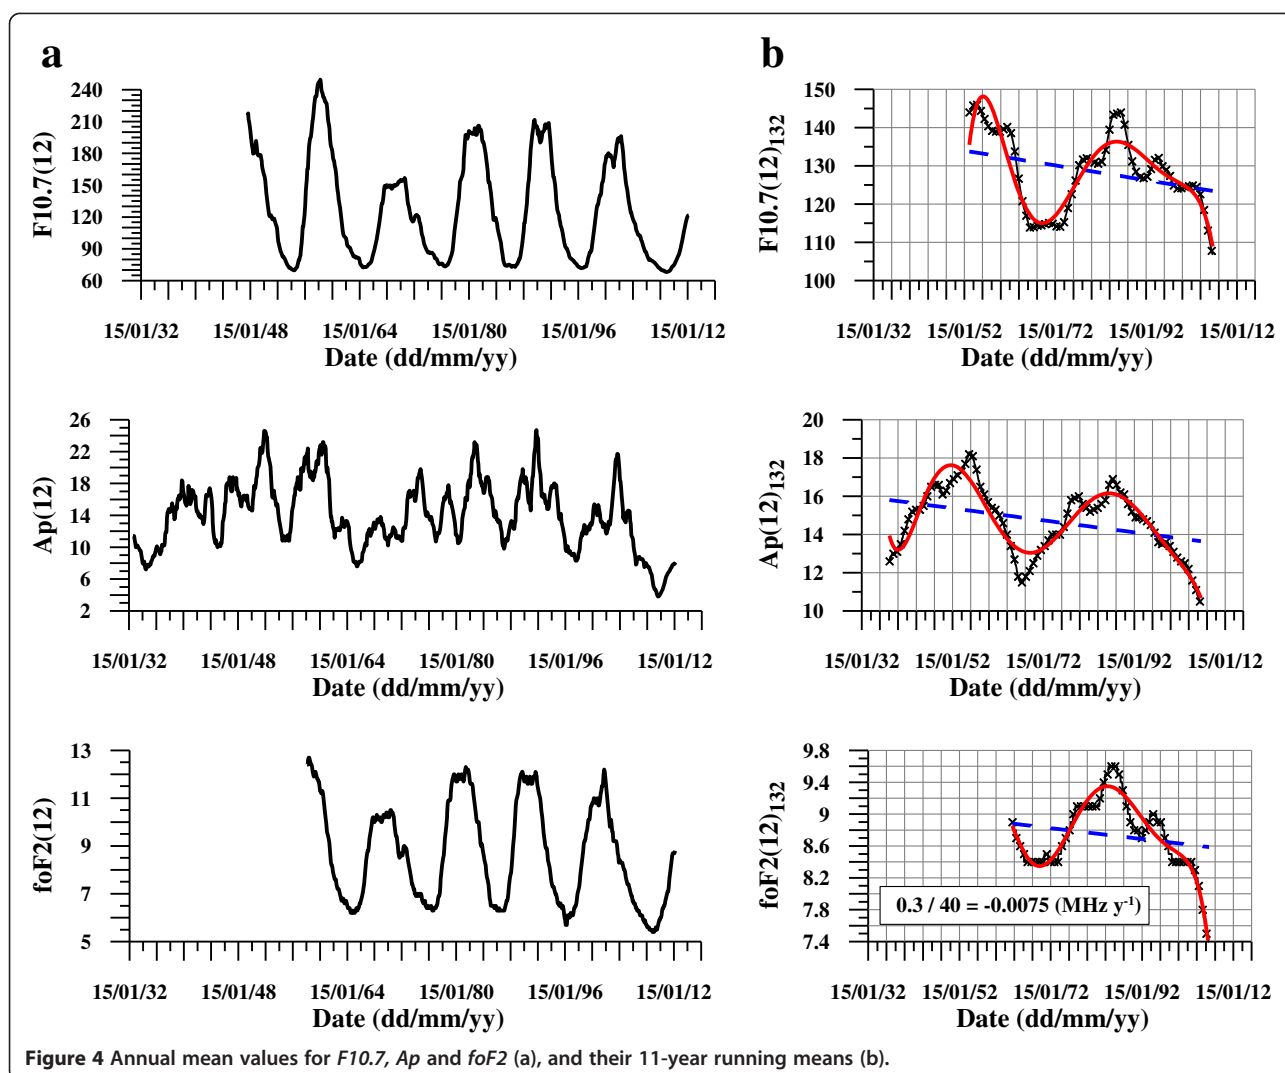 a
F10.7(12)
240
210
180
150
120
90
60
15/01/32 15/01/48 15/01/64 15/01/80 15/01/96 15/01/12
Date (dd/mm/yy)
b
F10.7(12)132
150
140
130
120
110
100
15/01/32 15/01/52 15/01/72 15/01/92 15/01/12
Date (dd/mm/yy)
Ap(12)
26
22
18
14
10
6
2
15/01/32 15/01/48 15/01/64 15/01/80 15/01/96 15/01/12
Date (dd/mm/yy)
Ap(12)132
20
18
16
14
12
10
15/01/32 15/01/52 15/01/72 15/01/92 15/01/12
Date (dd/mm/yy)
foF2(12)
13
11
9
7
5
15/01/32 15/01/48 15/01/64 15/01/80 15/01/96 15/01/12
Date (dd/mm/yy)
foF2(12)132
9.8
9.4
9
8.6
8.2
7.8
7.4
0.3 / 40 = -0.0075 (MHz y-1)
15/01/32 15/01/52 15/01/72 15/01/92 15/01/12
Date (dd/mm/yy)
Figure 4 Annual mean values for F10.7, Ap and foF2 (a), and their 11-year running means (b).